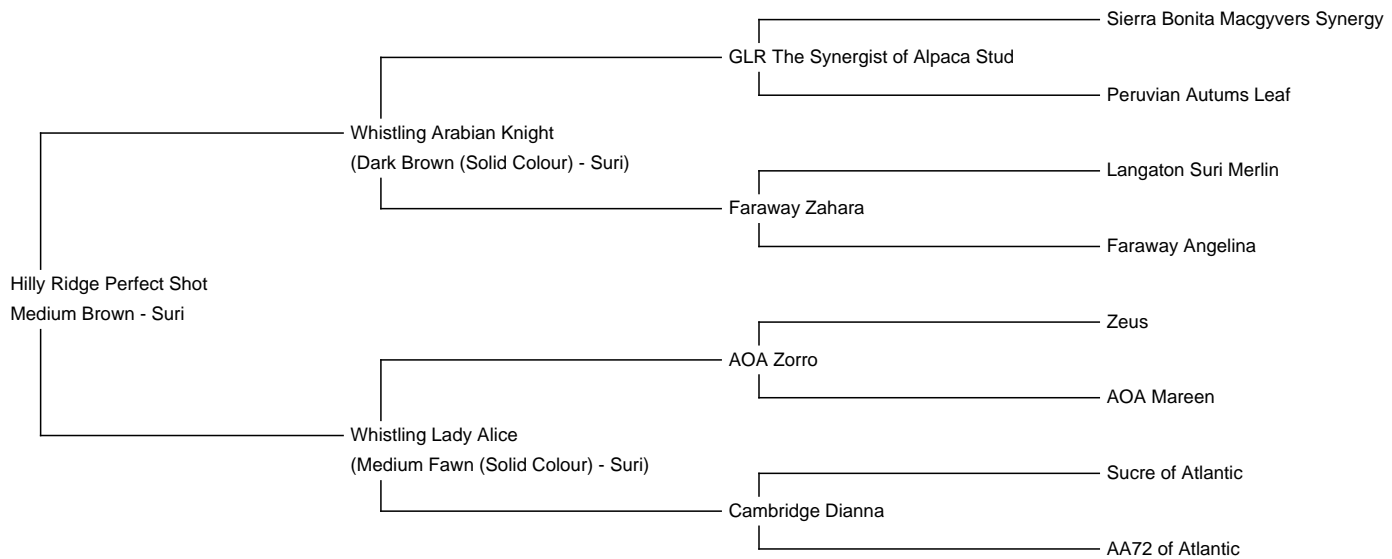 Sierra Bonita Macgyvers Synergy
GLR The Synergist of Alpaca Stud
Peruvian Autums Leaf
Whistling Arabian Knight
(Dark Brown (Solid Colour) - Suri)
Langaton Suri Merlin
Faraway Zahara
Faraway Angelina
Hilly Ridge Perfect Shot
Medium Brown - Suri
Zeus
AOA Zorro
AOA Mareen
Whistling Lady Alice
(Medium Fawn (Solid Colour) - Suri)
Sucre of Atlantic
Cambridge Dianna
AA72 of Atlantic